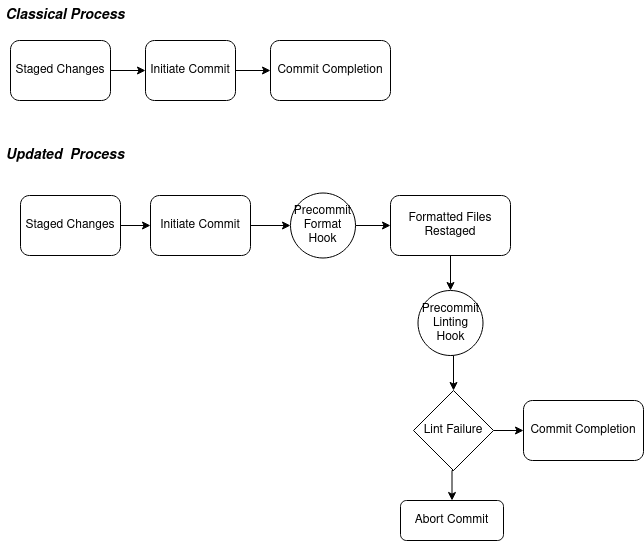 Classical Process
Staged Changes
Initiate Commit
Commit Completion
Updated  Process
Staged Changes
Initiate Commit
Precommit
Format
Hook
Formatted Files
Restaged
Precommit
Linting
Hook
Lint Failure
Commit Completion
Abort Commit